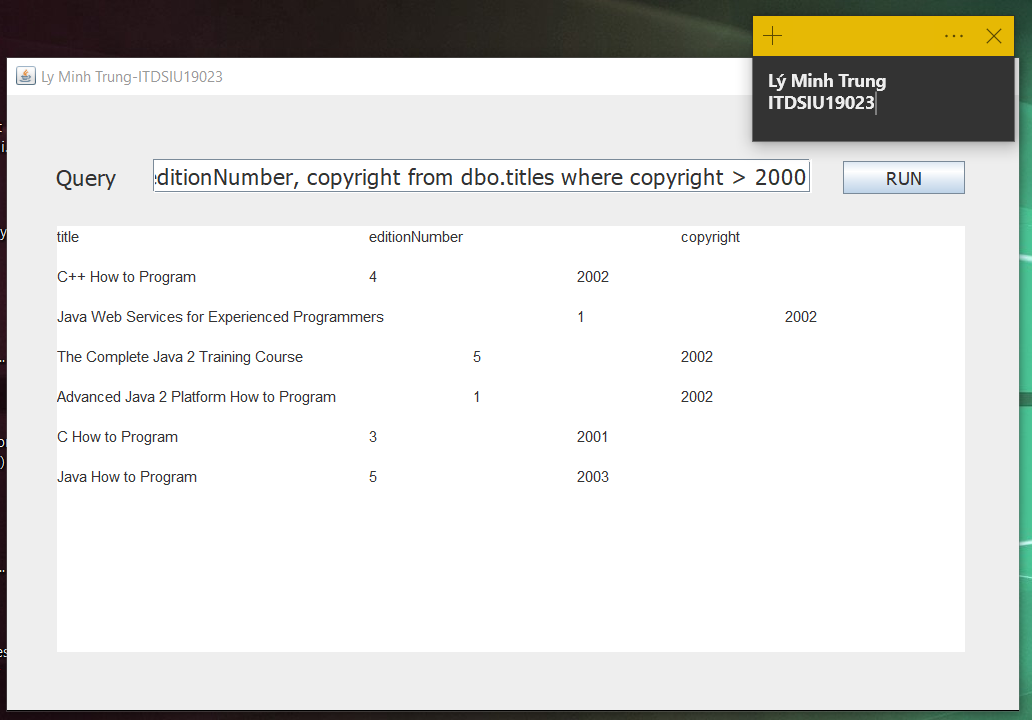 Lý Minh Trung
ITDSIU19023
Ly Minh Trung-ITDSIU19023
Query
editionNumber, copyright from dbo.titles where copyright > 2000
RUN
title editionNumber copyright
C++ How to Program 4 2002
Java Web Services for Experienced Programmers 1 2002
The Complete Java 2 Training Course 5 2002
Advanced Java 2 Platform How to Program 1 2002
C How to Program 3 2001
Java How to Program 5 2003